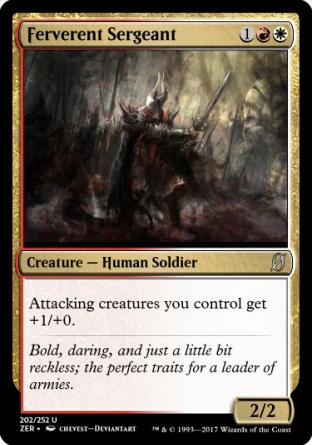 Ferverent Sergeant 1
Creature — Human Soldier
Attacking creatures you control get
+1/+0.
Bold, daring, and just a little bit
reckless; the perfect traits for a leader of
armies.
2/2
202/252 U
ZER • CHEVEST—DEVIANTART ™ & © 1993—2017 Wizards of the Coast